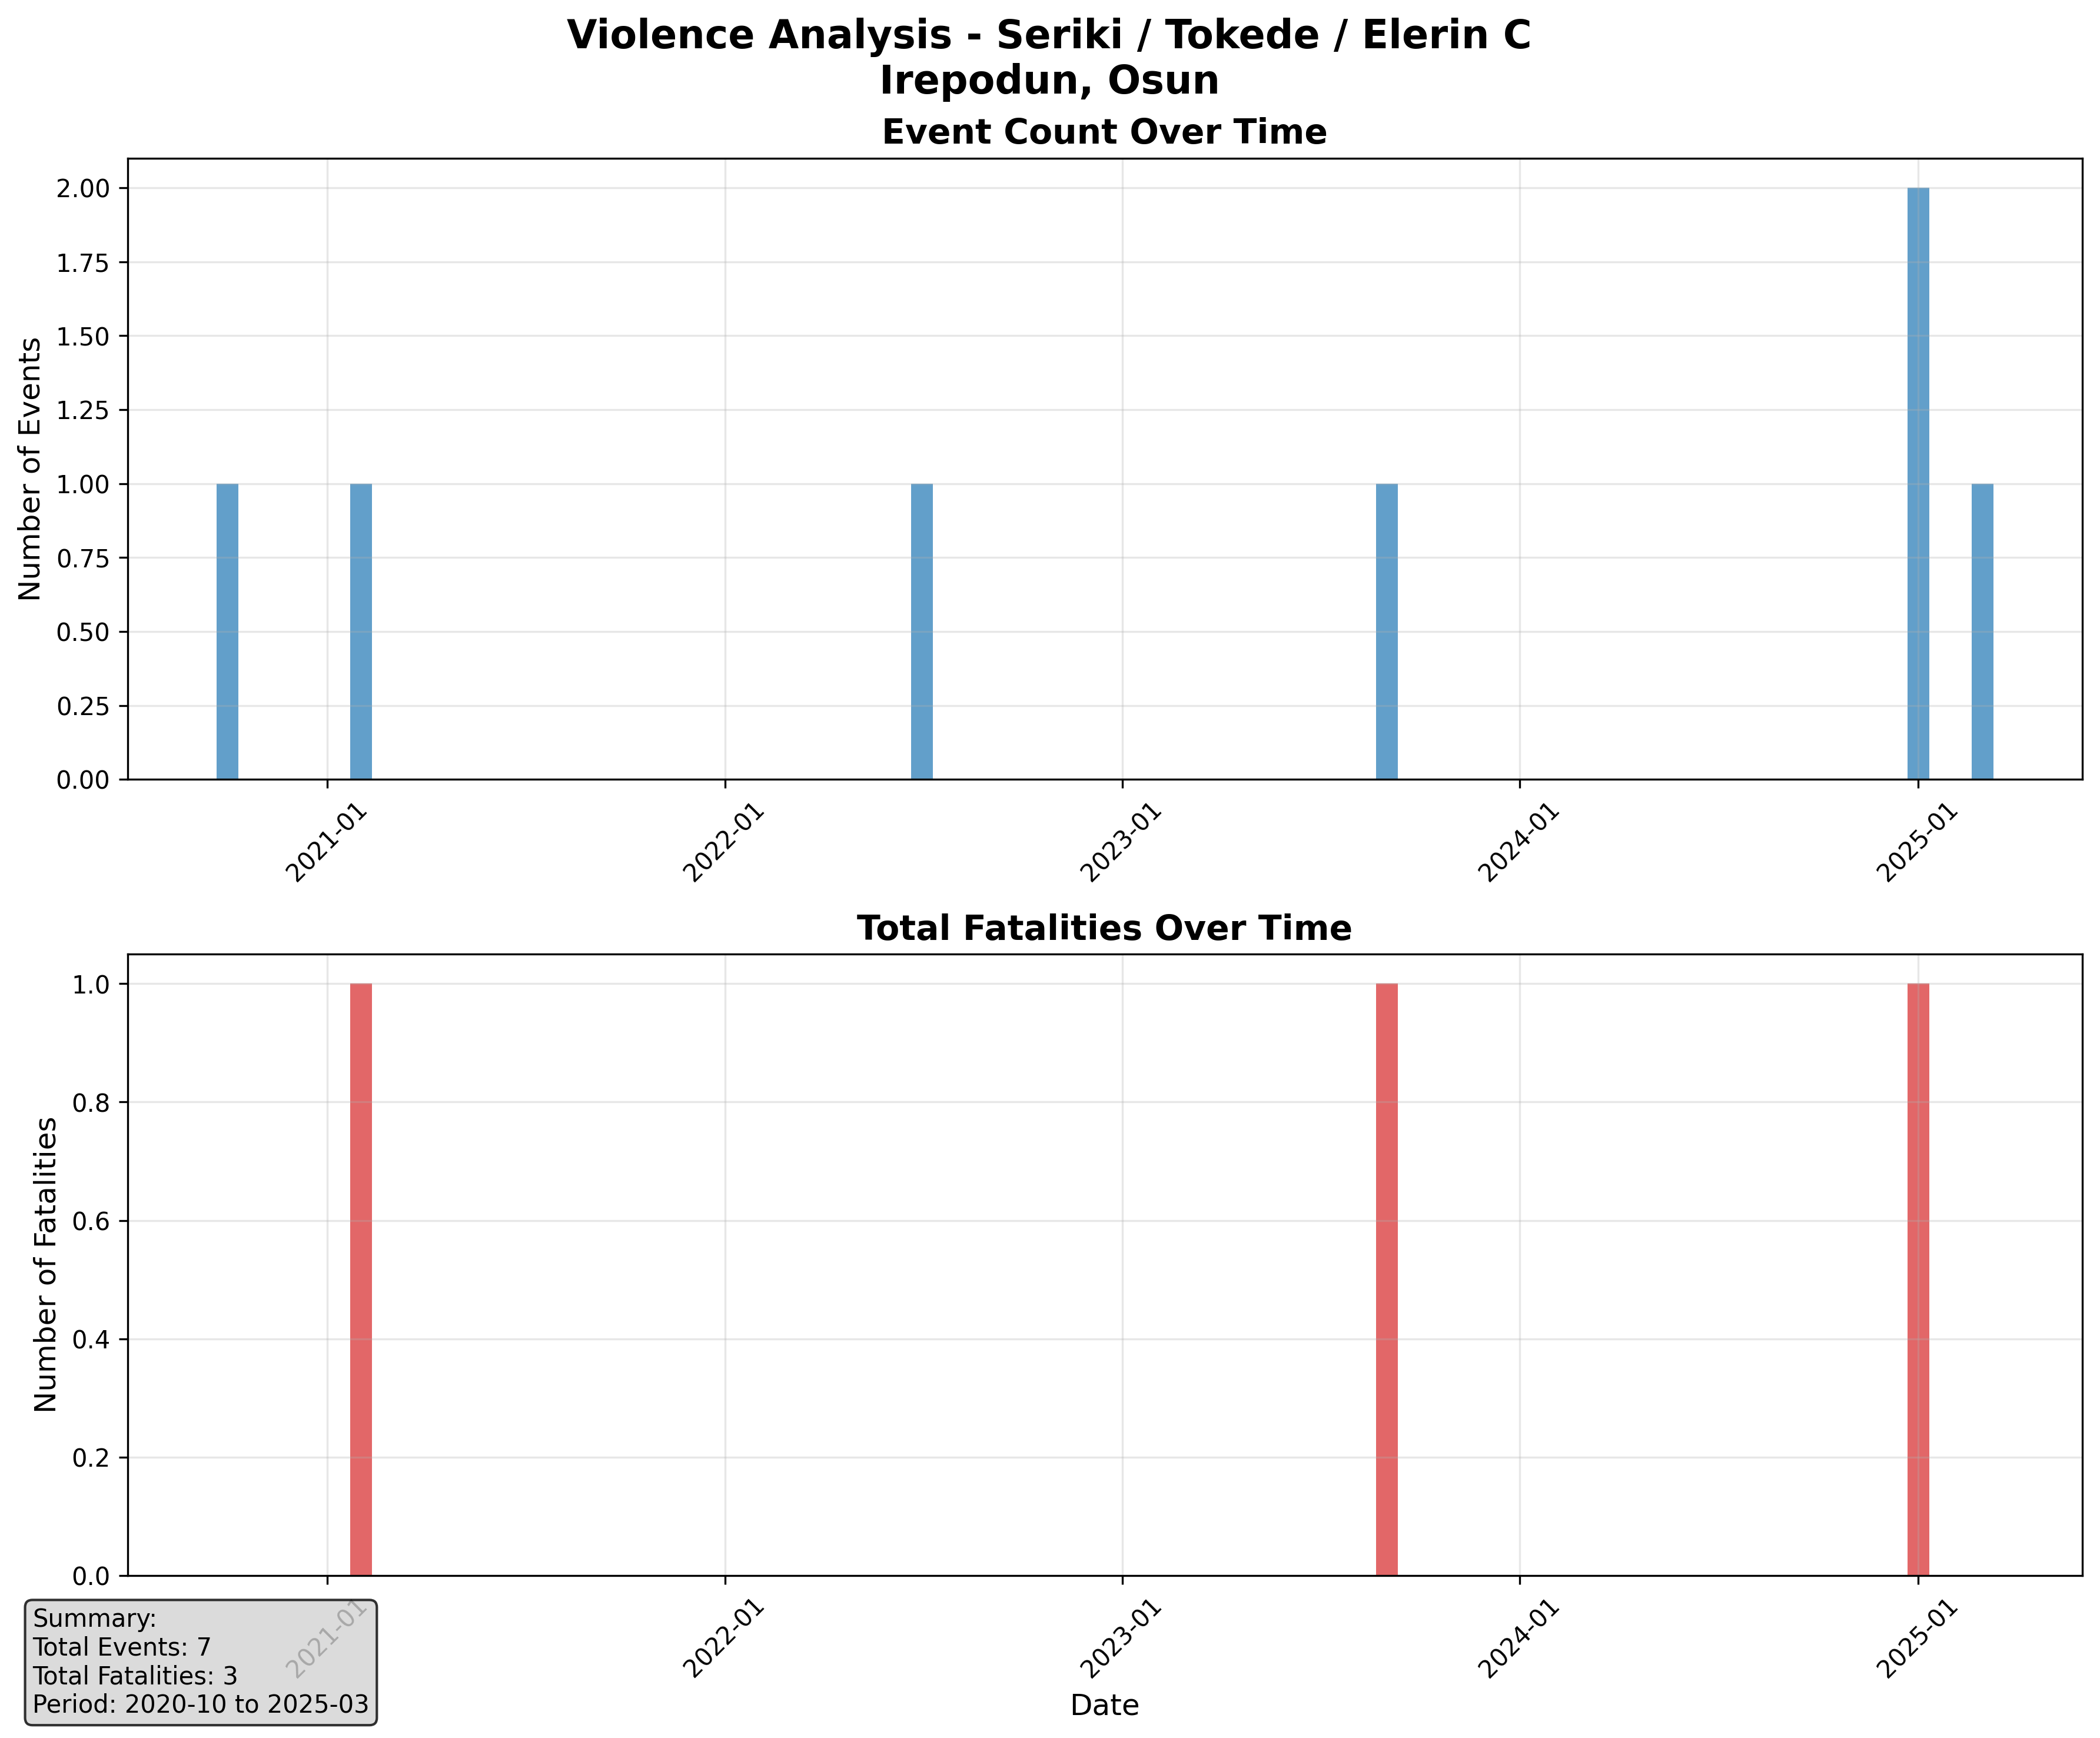 Violence Analysis - Seriki / Tokede / Elerin C
Irepodun, Osun
Event Count Over Time
Number of Events
2.00
1.75
1.50
1.25
1.00
0.75
0.50
0.25
0.00
2021-01
2022-01
2023-01
2024-01
2025-01
Total Fatalities Over Time
Number of Fatalities
1.0
0.8
0.6
0.4
0.2
0.0
2021-01
2022-01
2023-01
2024-01
2025-01
Date
Summary:
Total Events: 7
Total Fatalities: 3
Period: 2020-10 to 2025-03